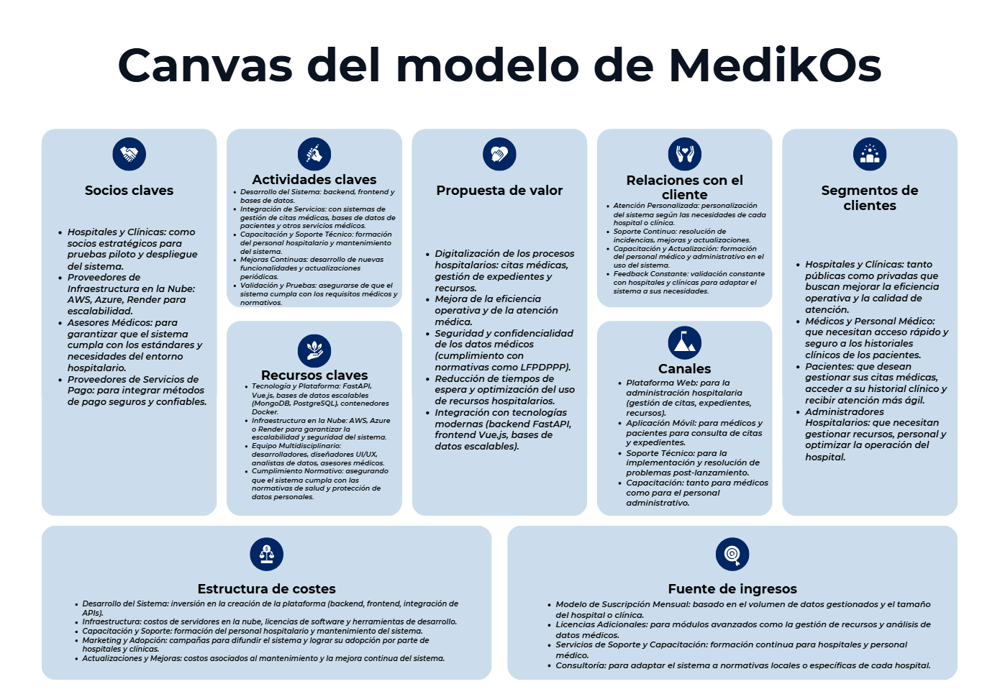 Canvas del modelo de MedikOs
Socios claves
• Hospitales y Clínicas: como
socios estratégicos para
pruebas piloto y despliegue
del sistema.
• Proveedores de
Infraestructura en la Nube:
AWS, Azure, Render para
escalabilidad.
• Asesores Médicos: para
garantizar que el sistema
cumpla con los estándares y
necesidades del entorno
hospitalario.
• Proveedores de Servicios de
Pago: para integrar métodos
de pago seguros y confiables.
Actividades claves
• Desarrollo del Sistema: backend, frontend y
bases de datos.
• Integración de Servicios: con sistemas de
gestión de citas médicas, bases de datos de
pacientes y otros servicios médicos.
• Capacitación y Soporte Técnico: formación
del personal hospitalario y mantenimiento
del sistema.
• Mejoras Continuas: desarrollo de nuevas
funcionalidades y actualizaciones
periódicas.
• Validación y Pruebas: asegurarse de que el
sistema cumpla con los requisitos médicos y
normativos.
Recursos claves
• Tecnología y Plataforma: FastAPI,
Vue.js, bases de datos escalables
(MongoDB, PostgreSQL), contenedores
Docker.
• Infraestructura en la Nube: AWS, Azure
o Render para garantizar la
escalabilidad y seguridad del sistema.
• Equipo Multidisciplinario:
desarrolladores, diseñadores UI/UX,
analistas de datos, asesores médicos.
• Cumplimiento Normativo: asegurando
que el sistema cumpla con las
normativas de salud y protección de
datos personales.
Propuesta de valor
• Digitalización de los procesos
hospitalarios: citas médicas,
gestión de expedientes y
recursos.
• Mejora de la eficiencia
operativa y de la atención
médica.
• Seguridad y confidencialidad
de los datos médicos
(cumplimiento con
normativas como LFPDPPP).
• Reducción de tiempos de
espera y optimización del uso
de recursos hospitalarios.
• Integración con tecnologías
modernas (backend FastAPI,
frontend Vue.js, bases de
datos escalables).
Relaciones con el
cliente
• Atención Personalizada: personalización
del sistema según las necesidades de cada
hospital o clínica.
• Soporte Continuo: resolución de
incidencias, mejoras y actualizaciones.
• Capacitación y Actualización: formación
del personal médico y administrativo en el
uso del sistema.
• Feedback Constante: validación constante
con hospitales y clínicas para adaptar el
sistema a sus necesidades.
Canales
• Plataforma Web: para la
administración hospitalaria
(gestión de citas, expedientes,
recursos).
• Aplicación Móvil: para médicos y
pacientes para consulta de citas
y expedientes.
• Soporte Técnico: para la
implementación y resolución de
problemas post-lanzamiento.
• Capacitación: tanto para médicos
como para el personal
administrativo.
Segmentos de
clientes
• Hospitales y Clínicas: tanto
públicas como privadas que
buscan mejorar la eficiencia
operativa y la calidad de
atención.
• Médicos y Personal Médico:
que necesitan acceso rápido y
seguro a los historiales
clínicos de los pacientes.
• Pacientes: que desean
gestionar sus citas médicas,
acceder a su historial clínico y
recibir atención más ágil.
• Administradores
Hospitalarios: que necesitan
gestionar recursos, personal y
optimizar la operación del
hospital.
Estructura de costes
• Desarrollo del Sistema: inversión en la creación de la plataforma (backend, frontend, integración de
APIs).
• Infraestructura: costos de servidores en la nube, licencias de software y herramientas de desarrollo.
• Capacitación y Soporte: formación del personal hospitalario y mantenimiento del sistema.
• Marketing y Adopción: campañas para difundir el sistema y lograr su adopción por parte de
hospitales y clínicas.
• Actualizaciones y Mejoras: costos asociados al mantenimiento y la mejora continua del sistema.
Fuente de ingresos
• Modelo de Suscripción Mensual: basado en el volumen de datos gestionados y el tamaño
del hospital o clínica.
• Licencias Adicionales: para módulos avanzados como la gestión de recursos y análisis de
datos médicos.
• Servicios de Soporte y Capacitación: formación continua para hospitales y personal
médico.
• Consultoría: para adaptar el sistema a normativas locales o específicas de cada hospital.